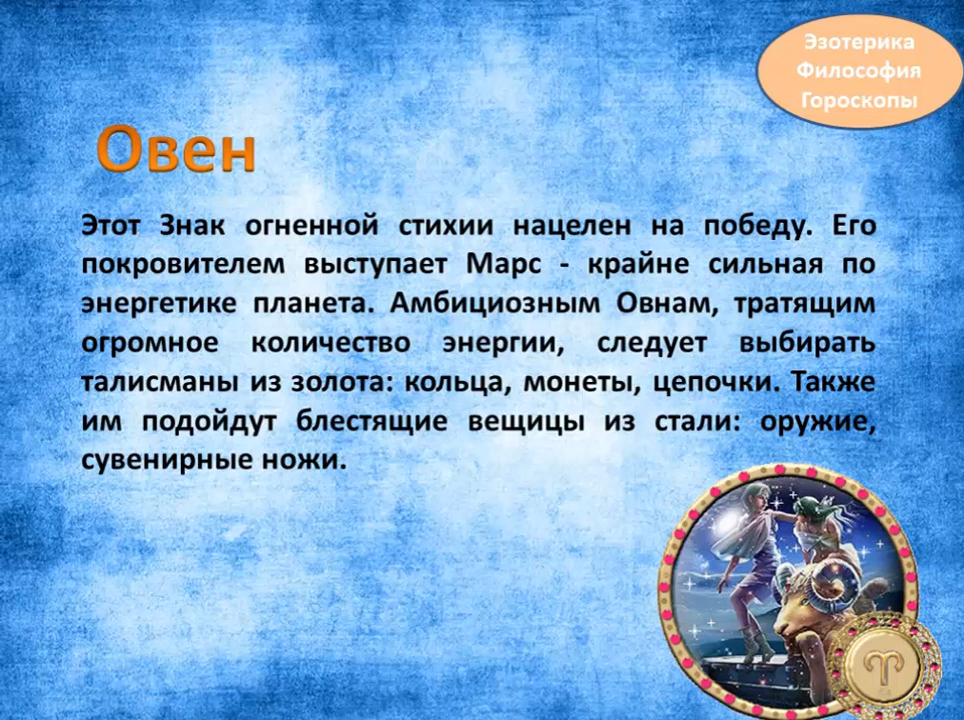 Эзотерика
Философия
Гороскопы
Овен
Этот Знак огненной стихии нацелен на победу. Его
покровителем выступает Марс - крайне сильная по
энергетике планета. Амбициозным Овнам, тратящим
огромное количество энергии, следует выбирать
талисманы из золота: кольца, монеты, цепочки. Также
им подойдут блестящие вещицы из стали: оружие,
сувенирные ножи.